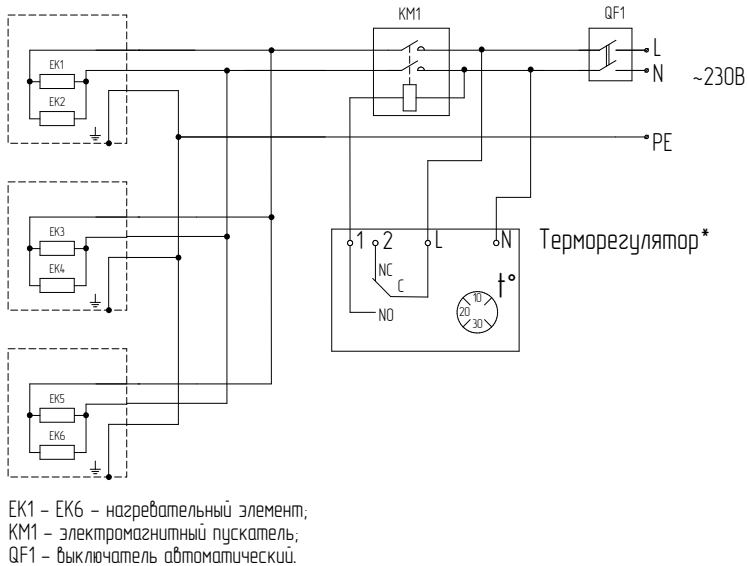 KM1
QF1
EK1
EK2
L
N
~230В
PE
EK3
EK4
1 2 L N
Терморегулятор*
NC
C
NO
t°
10
20
30
EK5
EK6
EK1 – EK6 – нагревательный элемент;
KM1 – электромагнитный пускатель;
QF1 – выключатель автоматический.